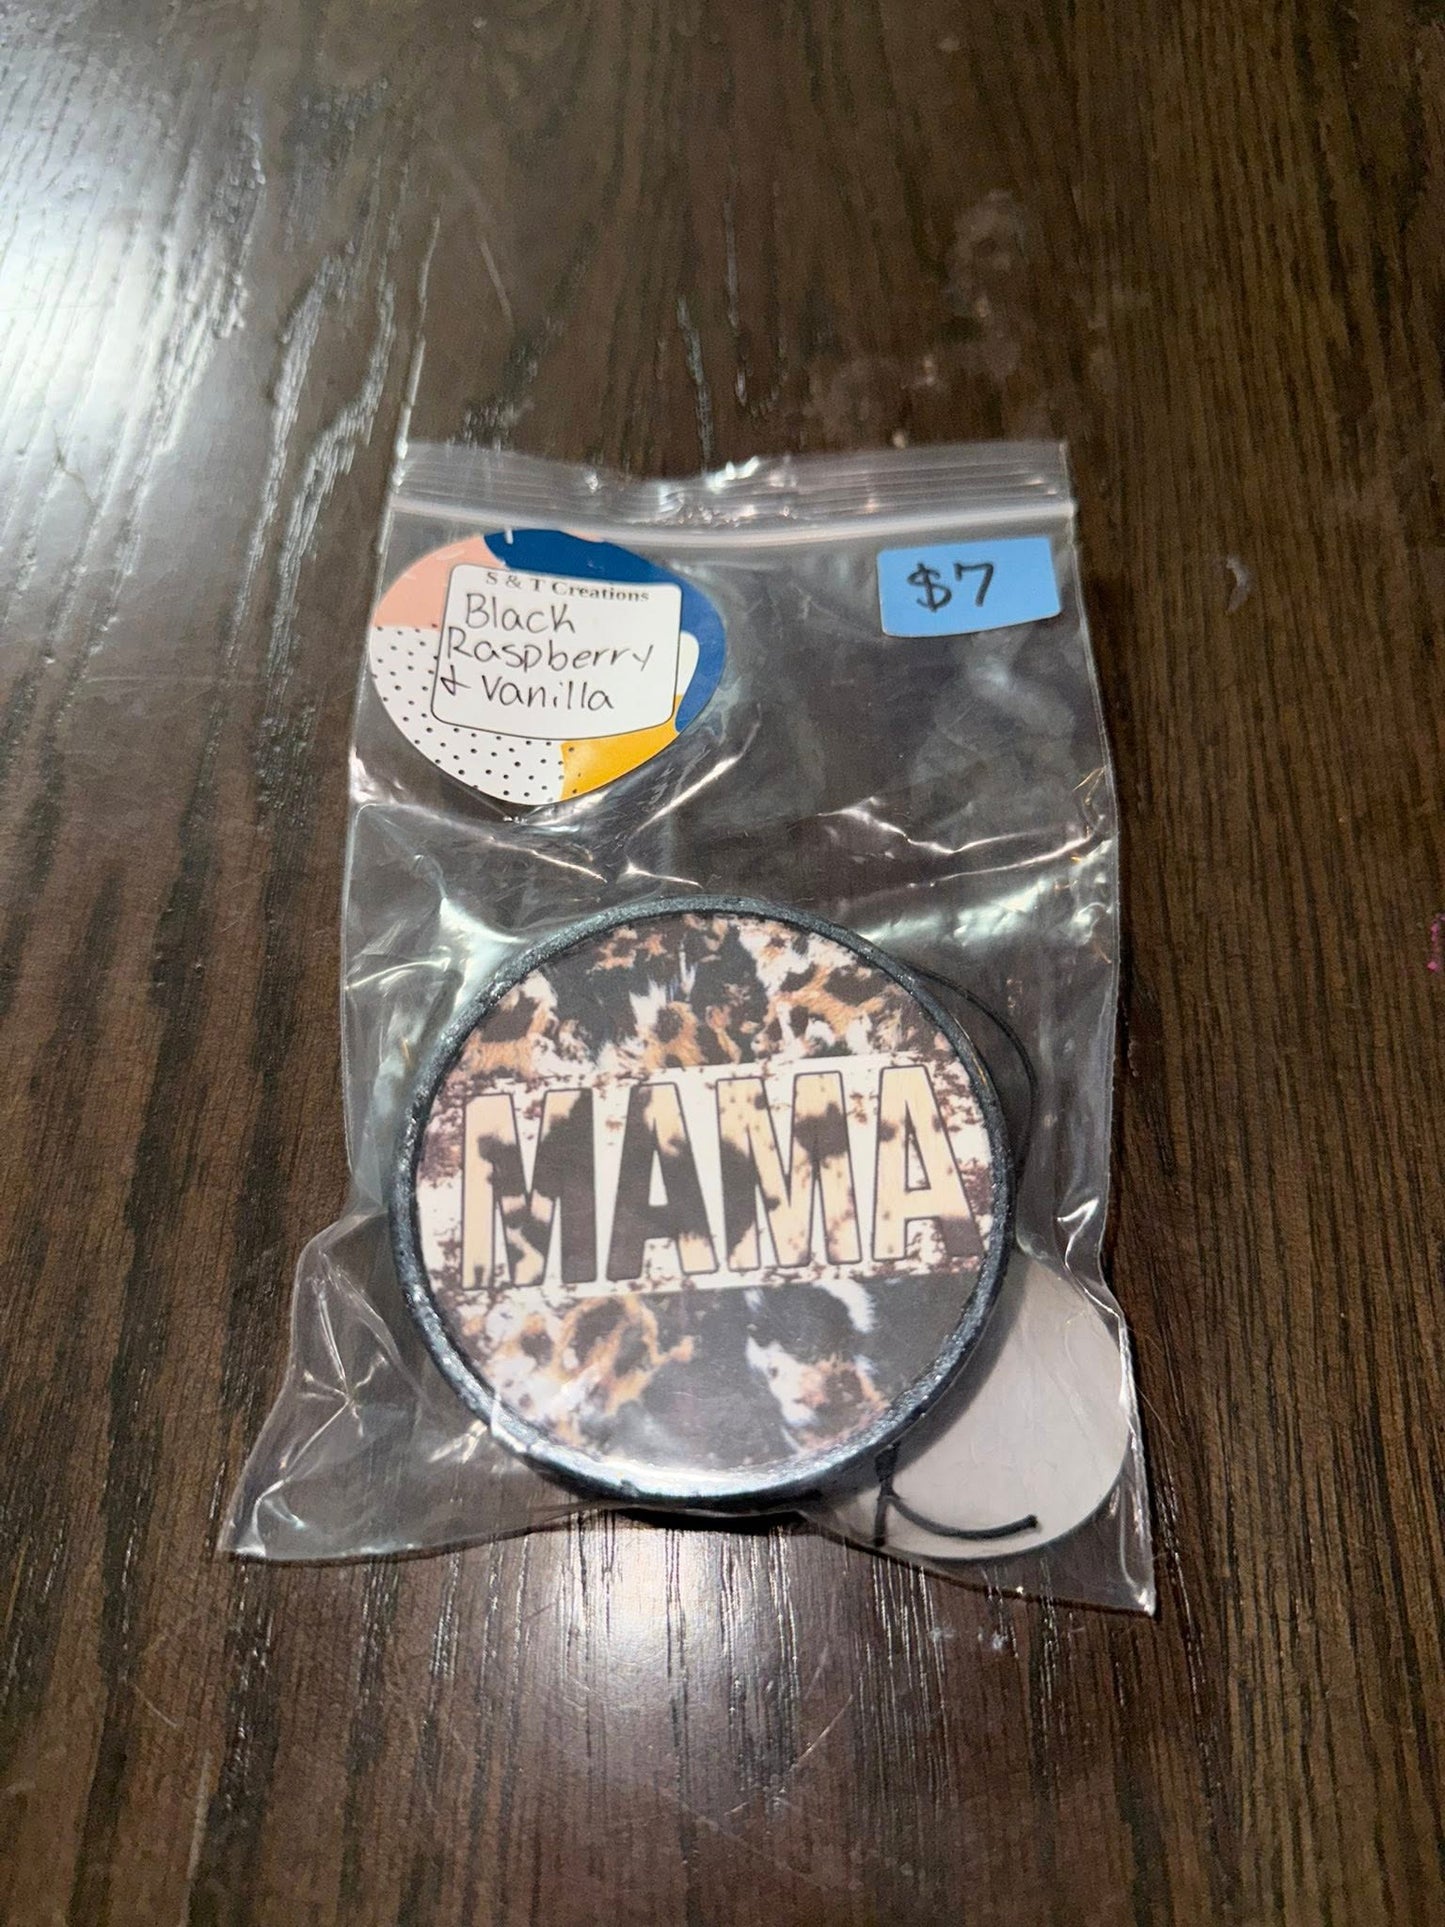 S & T Creations
Black
Raspberry
& Vanilla
$7
MAMA